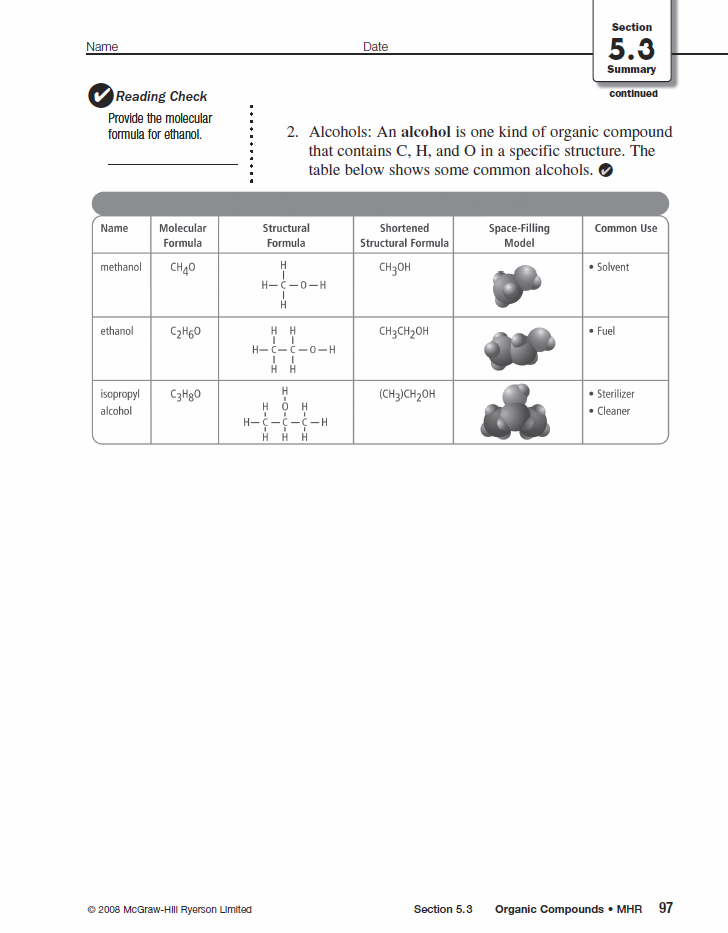 Name Date
Section
5.3
Summary
continued
✔ Reading Check
Provide the molecular
formula for ethanol.
2. Alcohols: An alcohol is one kind of organic compound
that contains C, H, and O in a specific structure. The
table below shows some common alcohols. ✔
Name Molecular Structural Shortened Space-Filling Common Use
Formula Formula Structural Formula Model
methanol CH4O H CH3OH • Solvent
H—C—O—H
H
ethanol C2H6O H H CH3CH2OH • Fuel
H—C—C—O—H
H H
isopropyl C3H8O H (CH3)CH2OH • Sterilizer
alcohol H O H • Cleaner
H—C—C—C—H
H H H
© 2008 McGraw-Hill Ryerson Limited Section 5.3 Organic Compounds • MHR 97